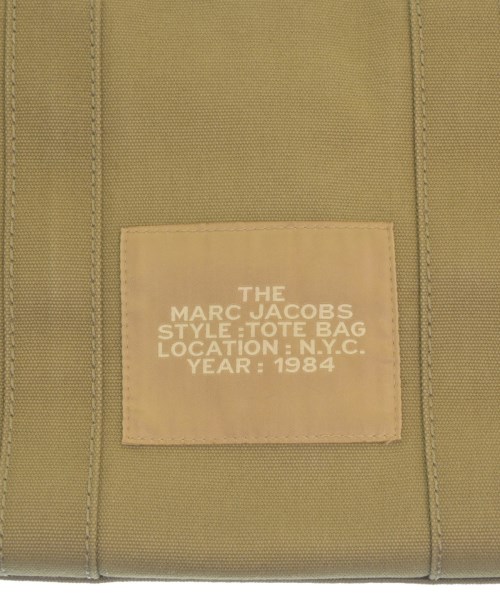 THE
MARC JACOBS
STYLE : TOTE BAG
LOCATION : N.Y.C.
YEAR : 1984